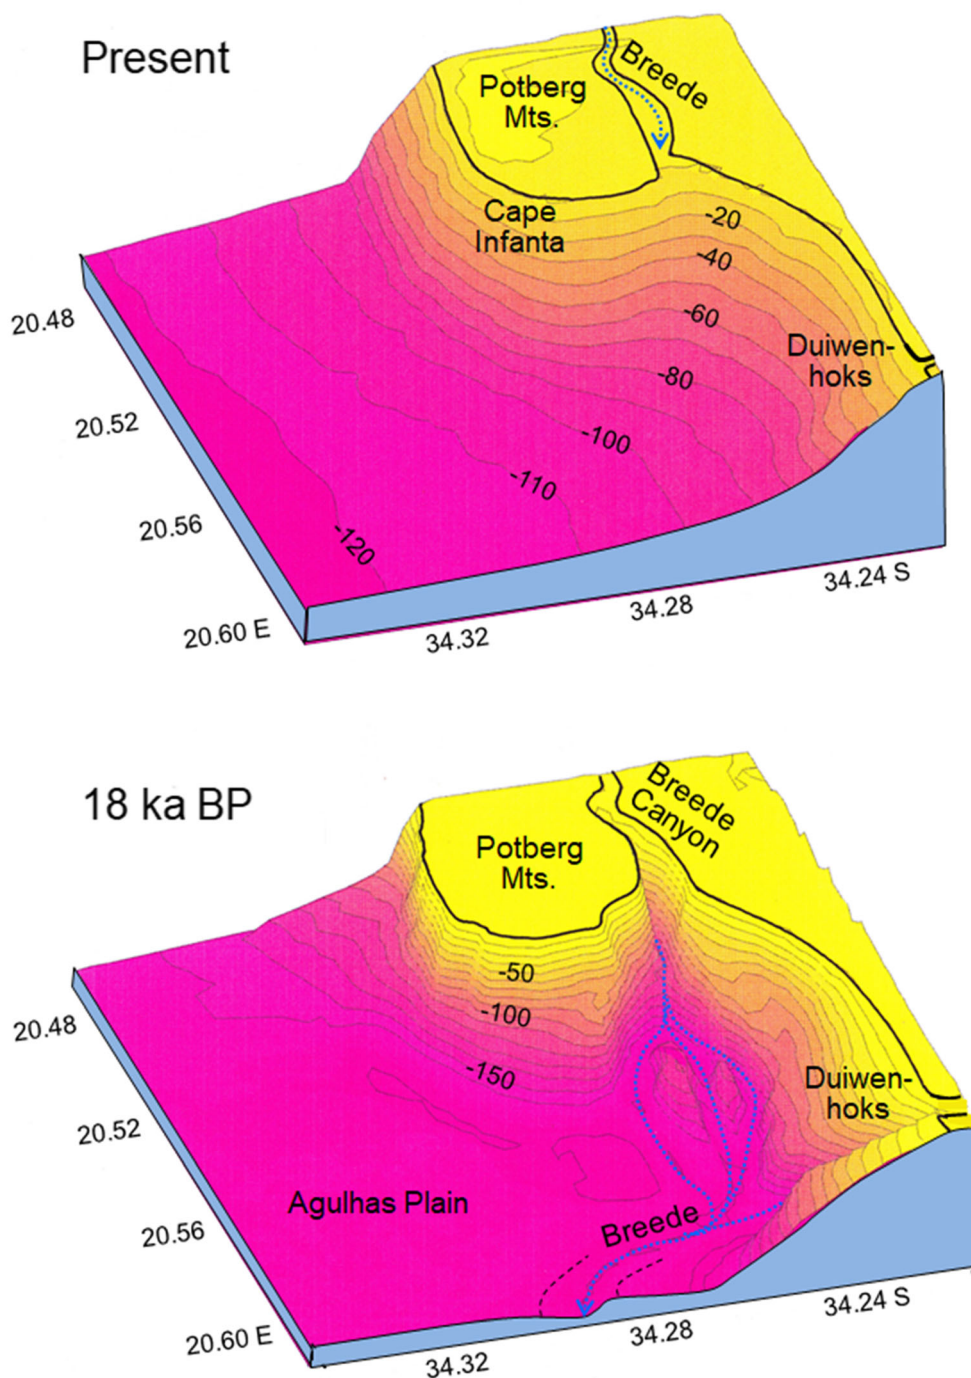 Present
Potberg
Mts.
Breede
Cape
Infanta
-20
-40
-60
-80
-100
-110
-120
Duiwen-
hoks
20.48
20.52
20.56
20.60 E
34.32
34.28
34.24 S
18 ka BP
Potberg
Mts.
Breede
Canyon
-50
-100
-150
Duiwen-
hoks
Agulhas Plain
Breede
20.48
20.52
20.56
20.60 E
34.32
34.28
34.24 S